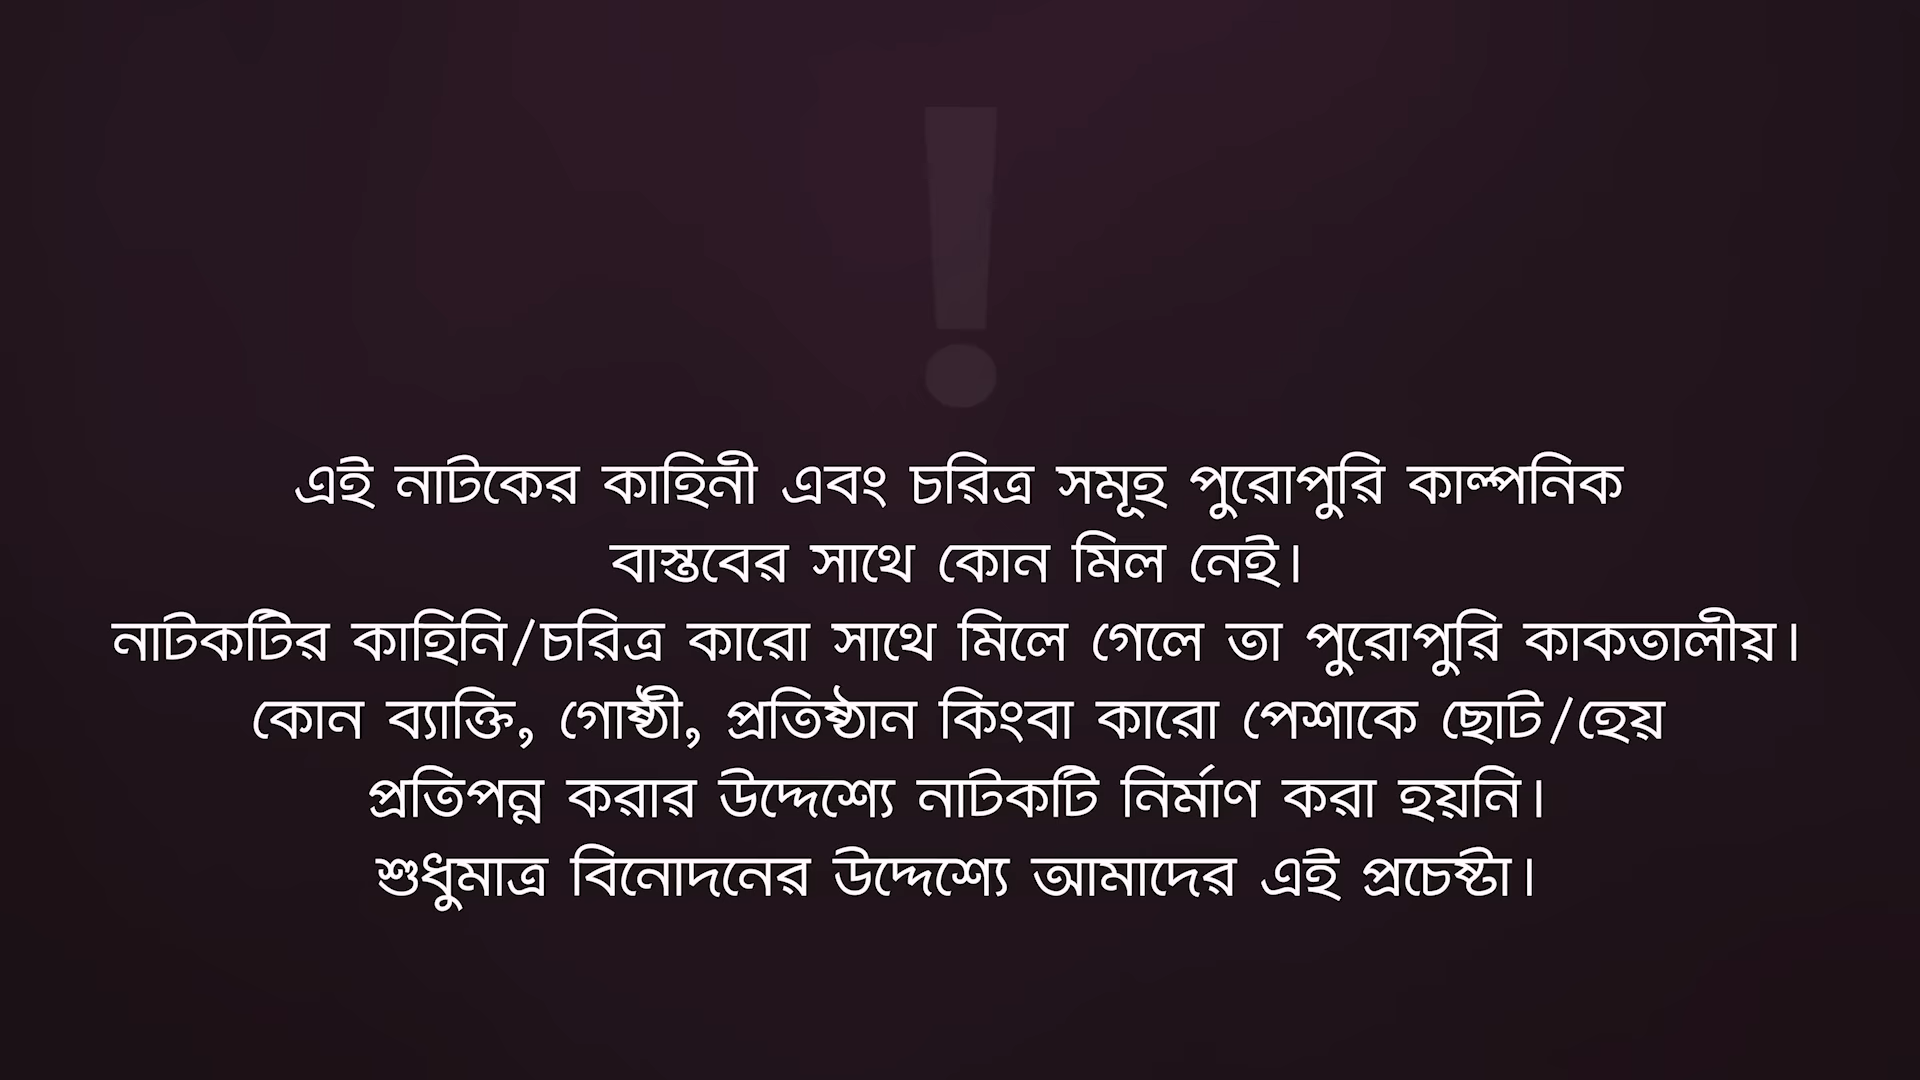 এই নাটকের কাহিনী এবং চরিত্র সমূহ পুরোপুরি কাল্পনিক
বাস্তবের সাথে কোন মিল নেই।
নাটকটির কাহিনি/চরিত্র কারো সাথে মিলে গেলে তা পুরোপুরি কাকতালীয়।
কোন ব্যাক্তি, গোষ্ঠী, প্রতিষ্ঠান কিংবা কারো পেশাকে ছোট/হেয়
প্রতিপন্ন করার উদ্দেশ্যে নাটকটি নির্মাণ করা হয়নি।
শুধুমাত্র বিনোদনের উদ্দেশ্যে আমাদের এই প্রচেষ্টা।